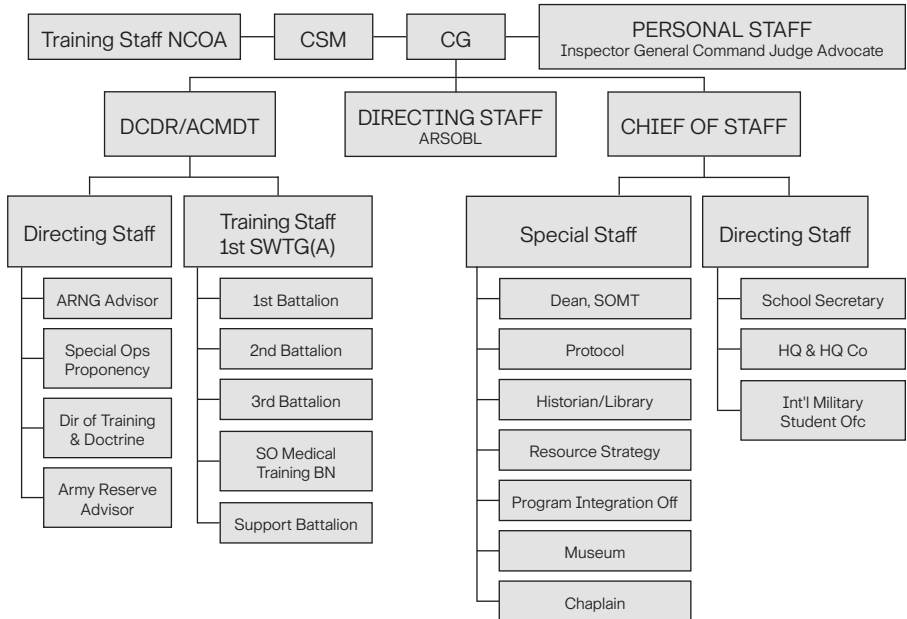 Training Staff NCOA
CSM
CG
PERSONAL STAFF
Inspector General Command Judge Advocate
DCDR/ACMDT
DIRECTING STAFF
ARSOBL
CHIEF OF STAFF
Directing Staff
Training Staff
1st SWTG(A)
Special Staff
Directing Staff
ARNG Advisor
Special Ops
Proponency
Dir of Training
& Doctrine
Army Reserve
Advisor
1st Battalion
2nd Battalion
3rd Battalion
SO Medical
Training BN
Support Battalion
Dean, SOMT
Protocol
Historian/Library
Resource Strategy
Program Integration Off
Museum
Chaplain
School Secretary
HQ & HQ Co
Int'l Military
Student Ofc